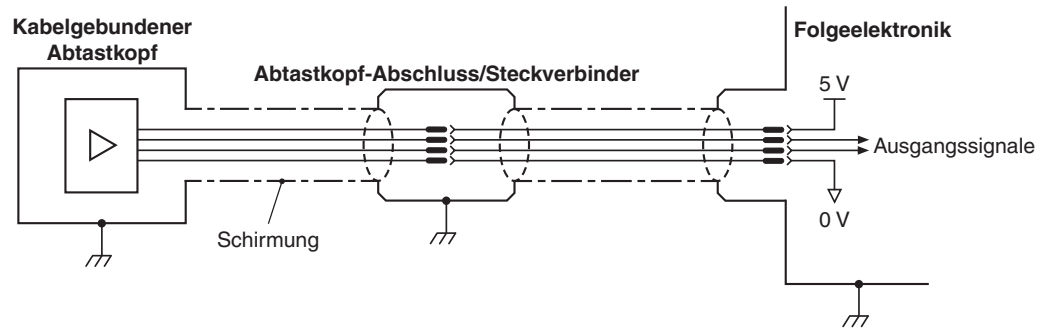 Kabelgebundener
Abtastkopf
Abtastkopf-Abschluss/Steckverbinder
Folgeelektronik
5 V
Ausgangssignale
0 V
Schirmung